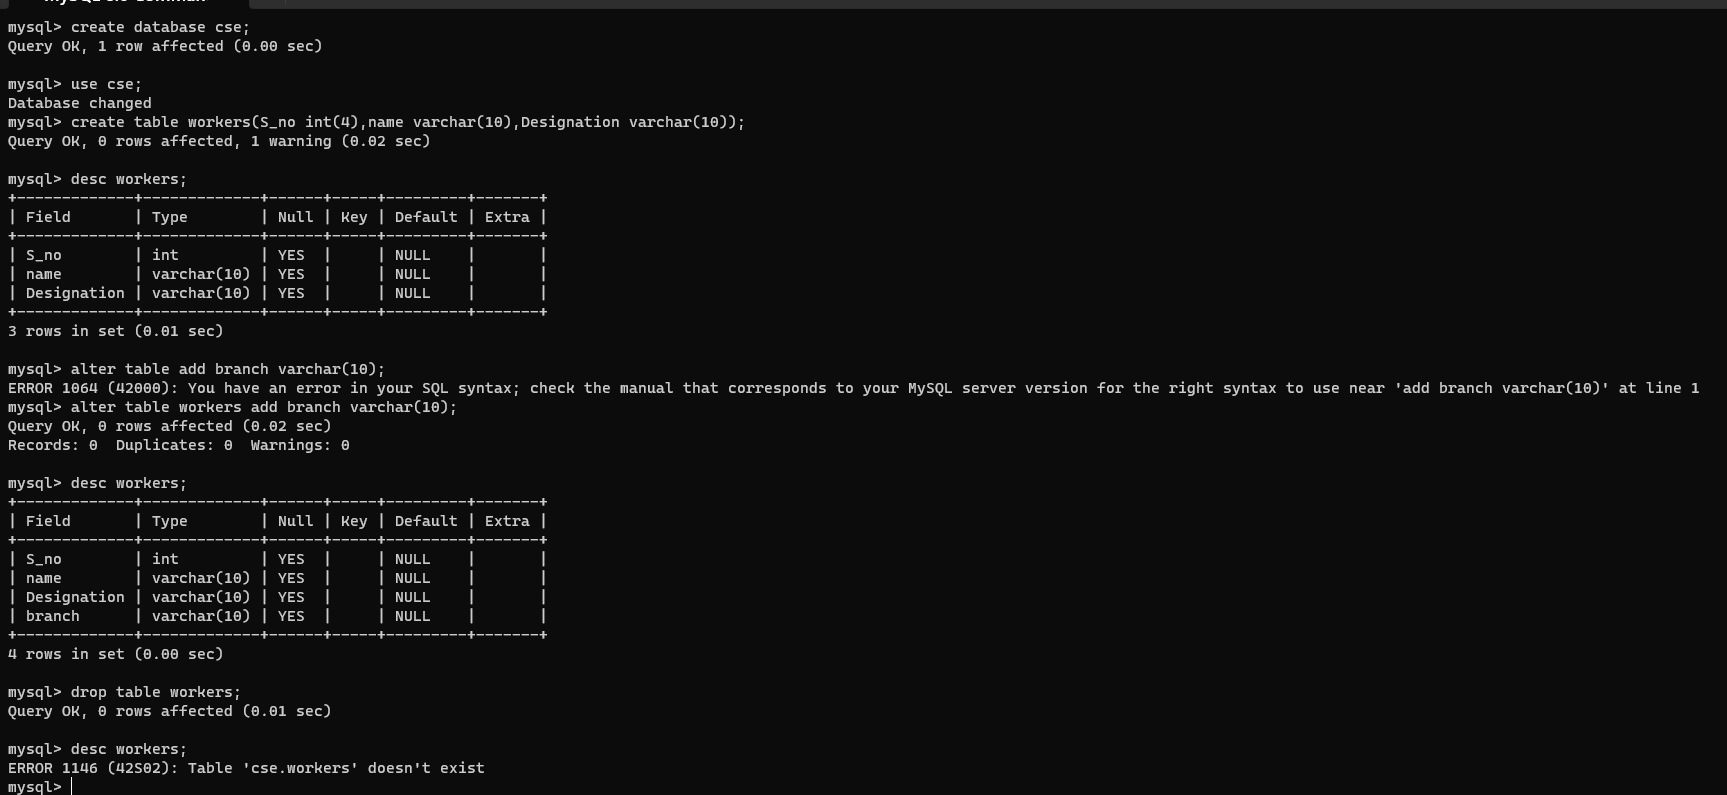 mysql> create database cse;
Query OK, 1 row affected (0.00 sec)

mysql> use cse;
Database changed
mysql> create table workers(S_no int(4),name varchar(10),Designation varchar(10));
Query OK, 0 rows affected, 1 warning (0.02 sec)

mysql> desc workers;
+-------------+-------------+------+-----+---------+-------+
| Field       | Type        | Null | Key | Default | Extra |
+-------------+-------------+------+-----+---------+-------+
| S_no        | int         | YES  |     | NULL    |       |
| name        | varchar(10) | YES  |     | NULL    |       |
| Designation | varchar(10) | YES  |     | NULL    |       |
+-------------+-------------+------+-----+---------+-------+
3 rows in set (0.01 sec)

mysql> alter table add branch varchar(10);
ERROR 1064 (42000): You have an error in your SQL syntax; check the manual that corresponds to your MySQL server version for the right syntax to use near 'add branch varchar(10)' at line 1
mysql> alter table workers add branch varchar(10);
Query OK, 0 rows affected (0.02 sec)
Records: 0  Duplicates: 0  Warnings: 0

mysql> desc workers;
+-------------+-------------+------+-----+---------+-------+
| Field       | Type        | Null | Key | Default | Extra |
+-------------+-------------+------+-----+---------+-------+
| S_no        | int         | YES  |     | NULL    |       |
| name        | varchar(10) | YES  |     | NULL    |       |
| Designation | varchar(10) | YES  |     | NULL    |       |
| branch      | varchar(10) | YES  |     | NULL    |       |
+-------------+-------------+------+-----+---------+-------+
4 rows in set (0.00 sec)

mysql> drop table workers;
Query OK, 0 rows affected (0.01 sec)

mysql> desc workers;
ERROR 1146 (42S02): Table 'cse.workers' doesn't exist
mysql>